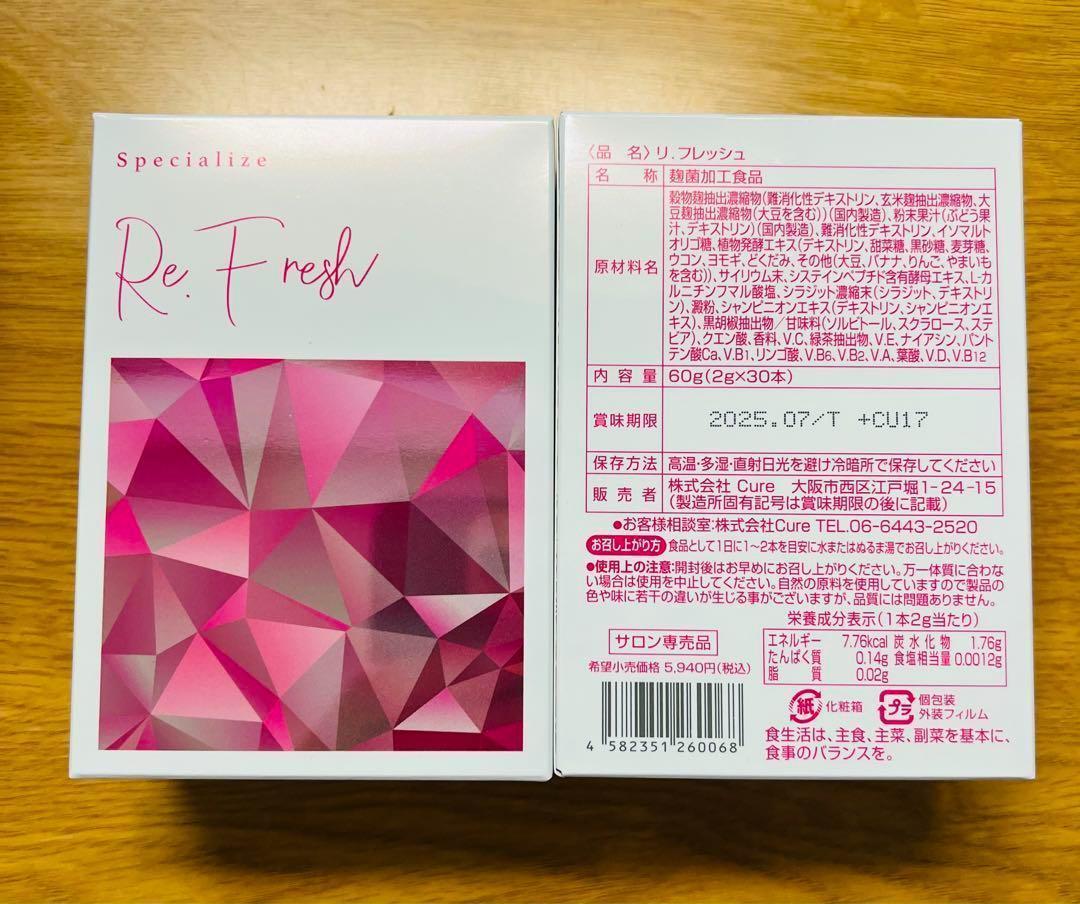 Specialize
Re. Fresh
〈品 名〉リ.フレッシュ
名 称 麹菌加工食品
原材料名
穀物麹抽出濃縮物(難消化性デキストリン、玄米麹抽出濃縮物、大
豆麹抽出濃縮物(大豆を含む))(国内製造)、粉末果汁(ぶどう果
汁、デキストリン)(国内製造)、難消化性デキストリン、イソマルト
オリゴ糖、植物発酵エキス(デキストリン、甜菜糖、黒砂糖、麦芽糖、
ウコン、ヨモギ、どくだみ、その他(大豆、バナナ、りんご、やまいも
を含む))、サイリウム末、システインペプチド含有酵母エキス、L-カ
ルニチンフマル酸塩、シラジット濃縮末(シラジット、デキストリ
ン)、澱粉、シャンピニオンエキス(デキストリン、シャンピニオンエ
キス)、黒胡椒抽出物／甘味料(ソルビトール、スクラロース、ステ
ビア)、クエン酸、香料、V.C、緑茶抽出物、V.E、ナイアシン、パント
テン酸Ca、V.B1、リンゴ酸、V.B6、V.B2、V.A、葉酸、V.D、V.B12
内 容 量 60g(2g×30本)
賞味期限 2025.07/T +CU17
保存方法 高温・多湿・直射日光を避け冷暗所で保存してください
販 売 者 株式会社 Cure 大阪市西区江戸堀1-24-15
(製造所固有記号は賞味期限の後に記載)
●お客様相談室:株式会社Cure TEL.06-6443-2520
お召し上がり方 食品として1日に1〜2本を目安に水またはぬるま湯でお召し上がりください。
●使用上の注意:開封後はお早めにお召し上がりください。万一体質に合わな
い場合は使用を中止してください。自然の原料を使用していますので製品の
色や味に若干の違いが生じる事がございますが、品質には問題ありません。
栄養成分表示(1本2g当たり)
エネルギー 7.76kcal 炭水化物 1.76g
たんぱく質 0.14g 食塩相当量 0.0012g
脂 質 0.02g
サロン専売品
希望小売価格 5,940円(税込)
4 582351 260068
紙 化粧箱
プラ 個包装
外装フィルム
食生活は、主食、主菜、副菜を基本に、
食事のバランスを。